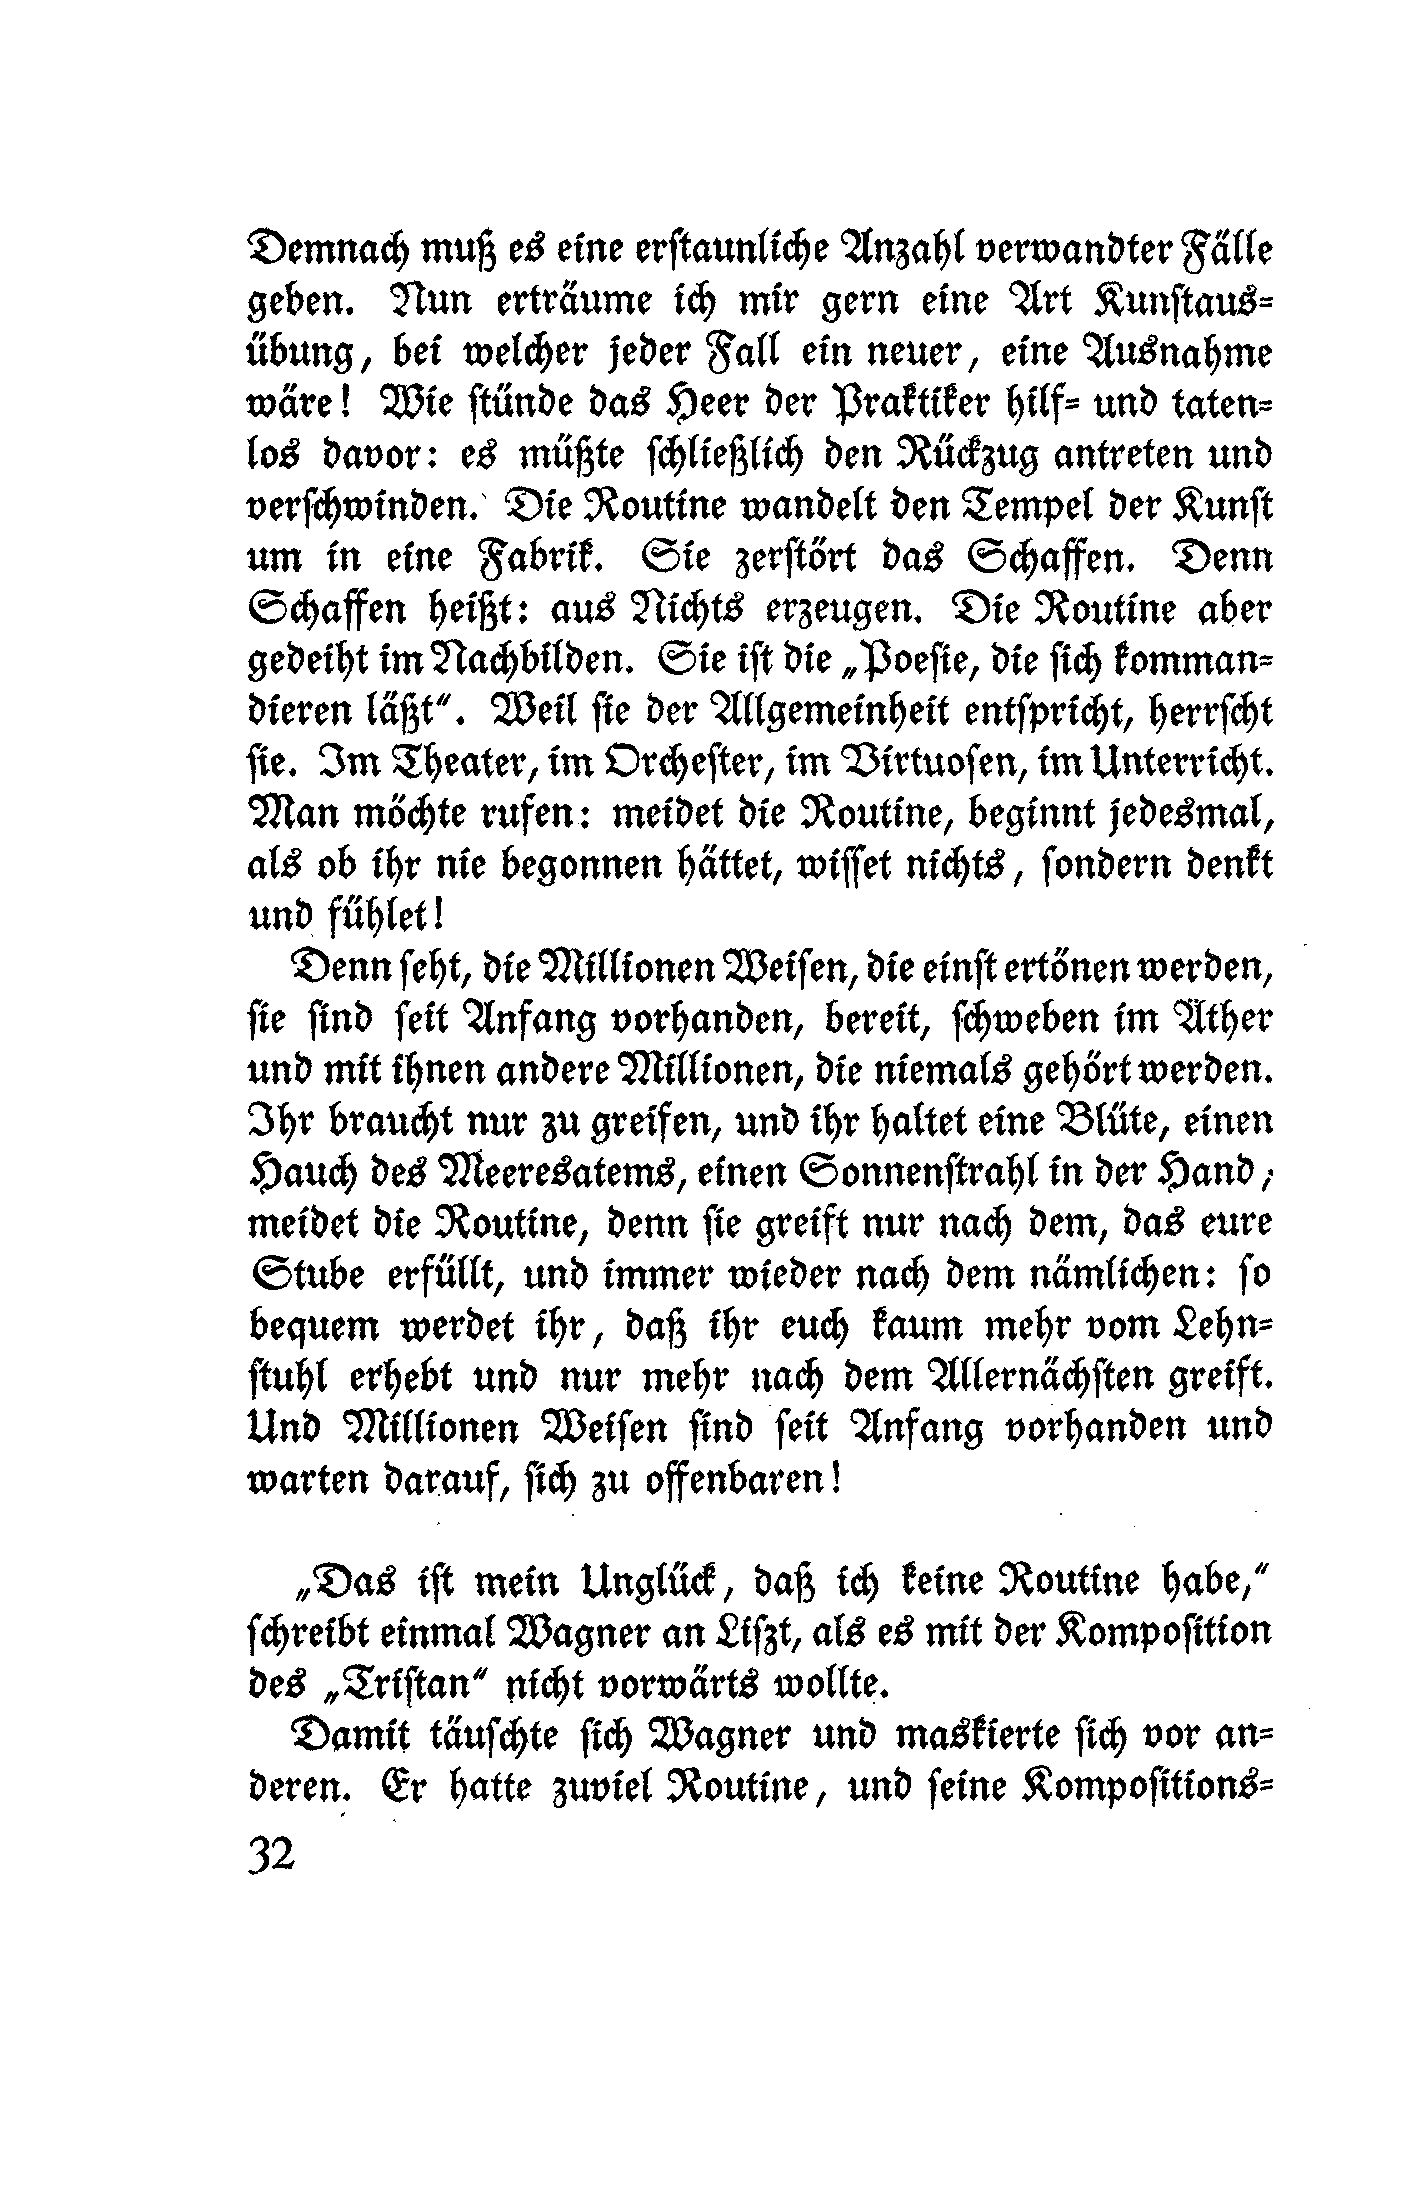 Demnach muß es eine erstaunliche Anzahl verwandter Fälle
geben. Nun erträume ich mir gern eine Art Kunstaus-
übung, bei welcher jeder Fall ein neuer, eine Ausnahme
wäre! Wie stünde das Heer der Praktiker hilf- und taten-
los davor: es müßte schließlich den Rückzug antreten und
verschwinden. Die Routine wandelt den Tempel der Kunst
um in eine Fabrik. Sie zerstört das Schaffen. Denn
Schaffen heißt: aus Nichts erzeugen. Die Routine aber
gedeiht im Nachbilden. Sie ist die „Poesie, die sich komman-
dieren läßt“. Weil sie der Allgemeinheit entspricht, herrscht
sie. Im Theater, im Orchester, im Virtuosen, im Unterricht.
Man möchte rufen: meidet die Routine, beginnt jedesmal,
als ob ihr nie begonnen hättet, wisset nichts, sondern denkt
und fühlet!
Denn seht, die Millionen Weisen, die einst ertönen werden,
sie sind seit Anfang vorhanden, bereit, schweben im Äther
und mit ihnen andere Millionen, die niemals gehört werden.
Ihr braucht nur zu greifen, und ihr haltet eine Blüte, einen
Hauch des Meeresatems, einen Sonnenstrahl in der Hand;
meidet die Routine, denn sie greift nur nach dem, das eure
Stube erfüllt, und immer wieder nach dem nämlichen: so
bequem werdet ihr, daß ihr euch kaum mehr vom Lehn-
stuhl erhebt und nur mehr nach dem Allernächsten greift.
Und Millionen Weisen sind seit Anfang vorhanden und
warten darauf, sich zu offenbaren!
„Das ist mein Unglück, daß ich keine Routine habe,“
schreibt einmal Wagner an Liszt, als es mit der Komposition
des „Tristan“ nicht vorwärts wollte.
Damit täuschte sich Wagner und maskierte sich vor an-
deren. Er hatte zuviel Routine, und seine Kompositions-
32